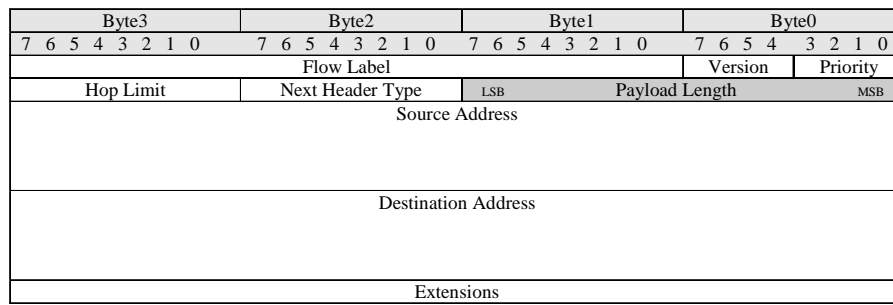 Byte3 Byte2 Byte1 Byte0
7 6 5 4 3 2 1 0 7 6 5 4 3 2 1 0 7 6 5 4 3 2 1 0 7 6 5 4 3 2 1 0
Flow Label Version Priority
Hop Limit Next Header Type LSB Payload Length MSB
Source Address
Destination Address
Extensions